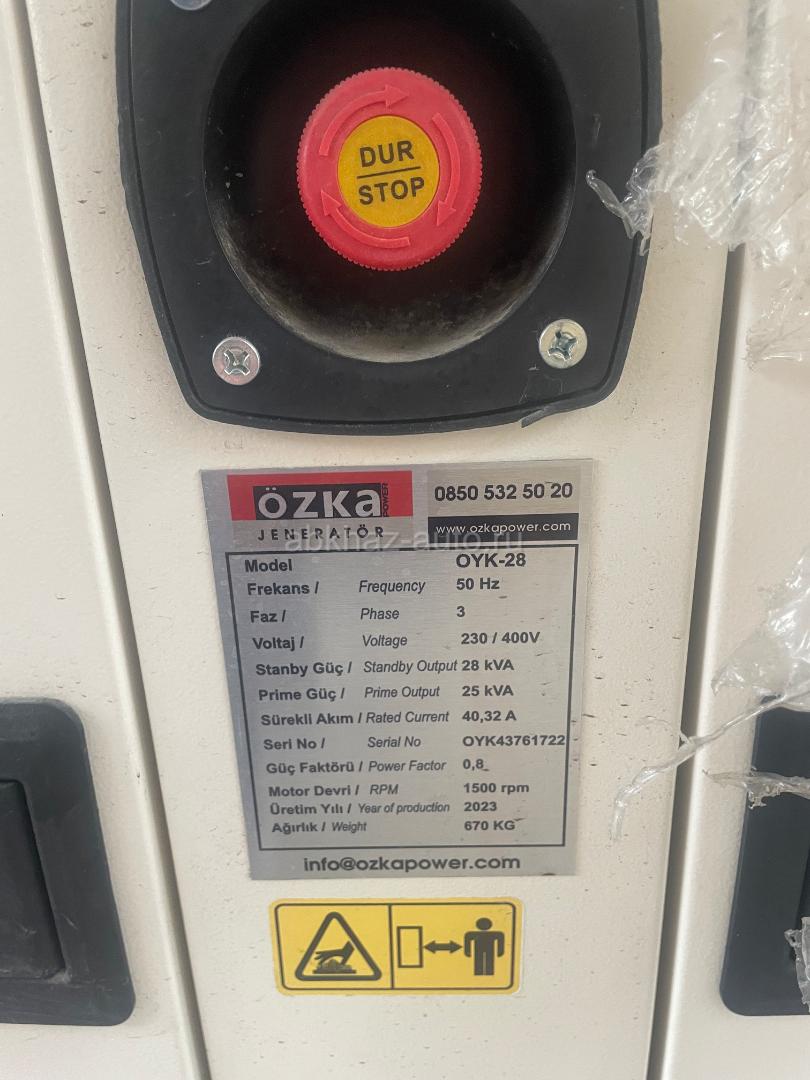 DUR
STOP
özka POWER
JENERATÖR
0850 532 50 20
www.ozkapower.com
abkhaz-auto.ru
Model OYK-28
Frekans / Frequency 50 Hz
Faz / Phase 3
Voltaj / Voltage 230 / 400V
Stanby Güç / Standby Output 28 kVA
Prime Güç / Prime Output 25 kVA
Sürekli Akım / Rated Current 40,32 A
Seri No / Serial No OYK43761722
Güç Faktörü / Power Factor 0,8
Motor Devri / RPM 1500 rpm
Üretim Yılı / Year of production 2023
Ağırlık / Weight 670 KG
info@ozkapower.com